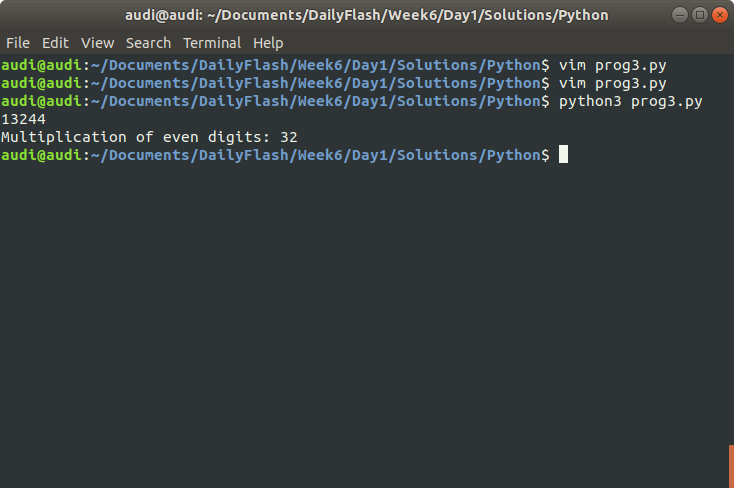 audi@audi: ~/Documents/DailyFlash/Week6/Day1/Solutions/Python
File Edit View Search Terminal Help
audi@audi:~/Documents/DailyFlash/Week6/Day1/Solutions/Python$ vim prog3.py
audi@audi:~/Documents/DailyFlash/Week6/Day1/Solutions/Python$ vim prog3.py
audi@audi:~/Documents/DailyFlash/Week6/Day1/Solutions/Python$ python3 prog3.py
13244
Multiplication of even digits: 32
audi@audi:~/Documents/DailyFlash/Week6/Day1/Solutions/Python$